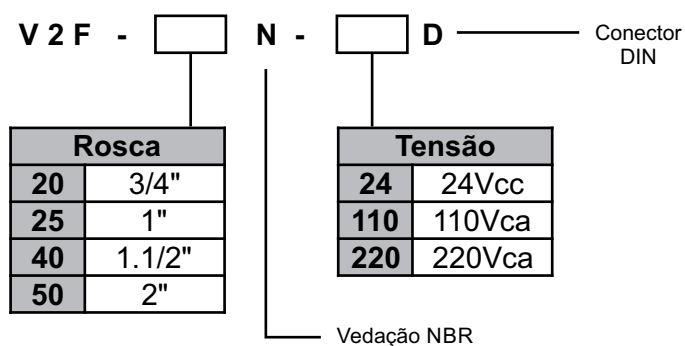 V2F - N - D Conector
DIN
Rosca
20 3/4"
25 1"
40 1.1/2"
50 2"
Tensão
24 24Vcc
110 110Vca
220 220Vca
Vedação NBR